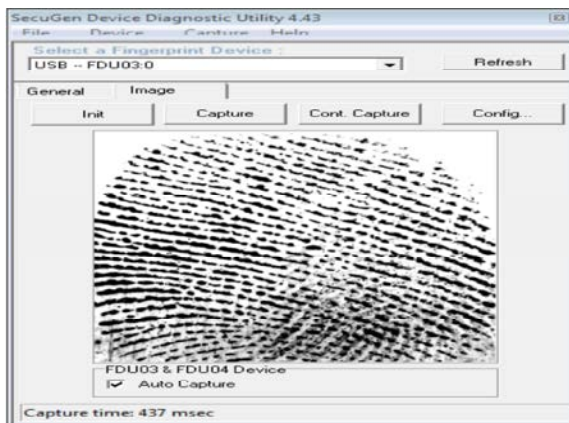 SecuGen Device Diagnostic Utility 4.43
File Device Capture Help
Select a Fingerprint Device :
USB -- FDU03:0
Refresh
General Image
Init Capture Cont. Capture Config...
FDU03 & FDU04 Device
Auto Capture
Capture time: 437 msec